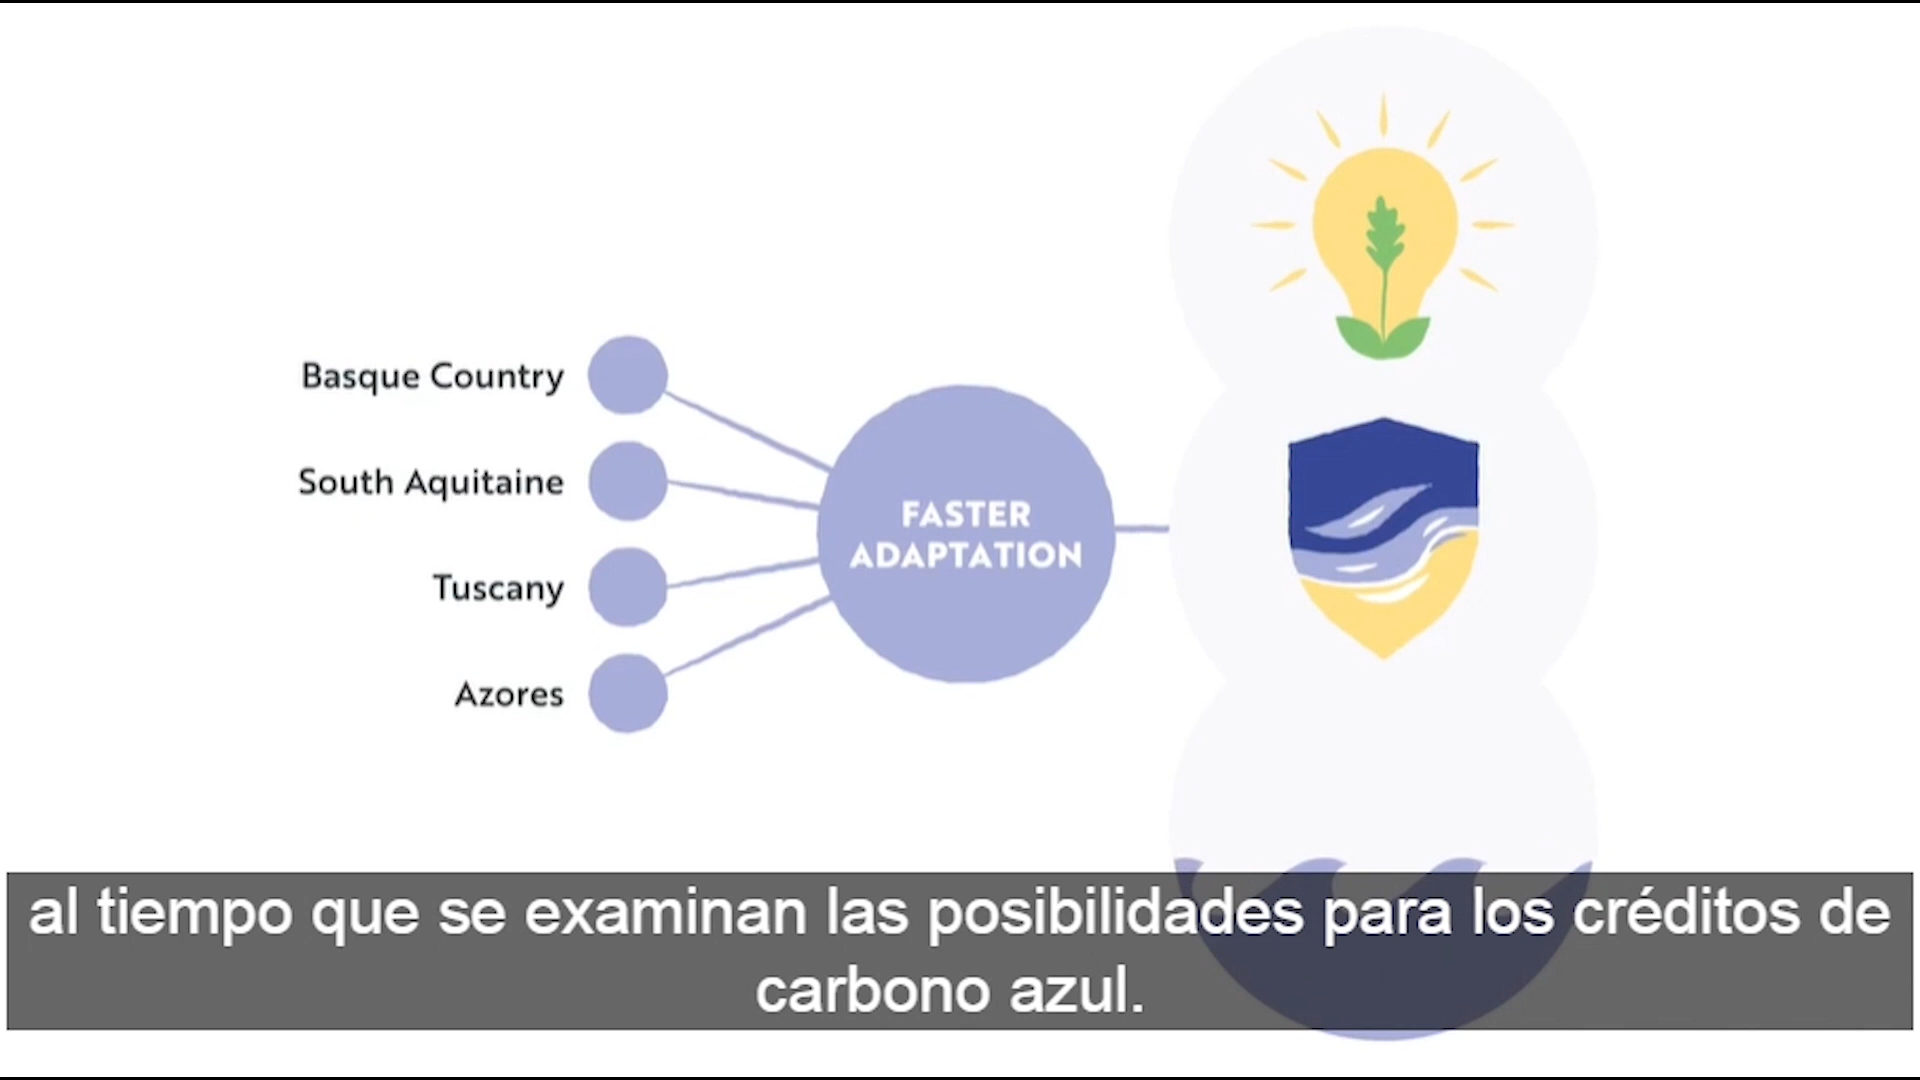 Basque Country
South Aquitaine
Tuscany
Azores
FASTER
ADAPTATION
al tiempo que se examinan las posibilidades para los créditos de
carbono azul.